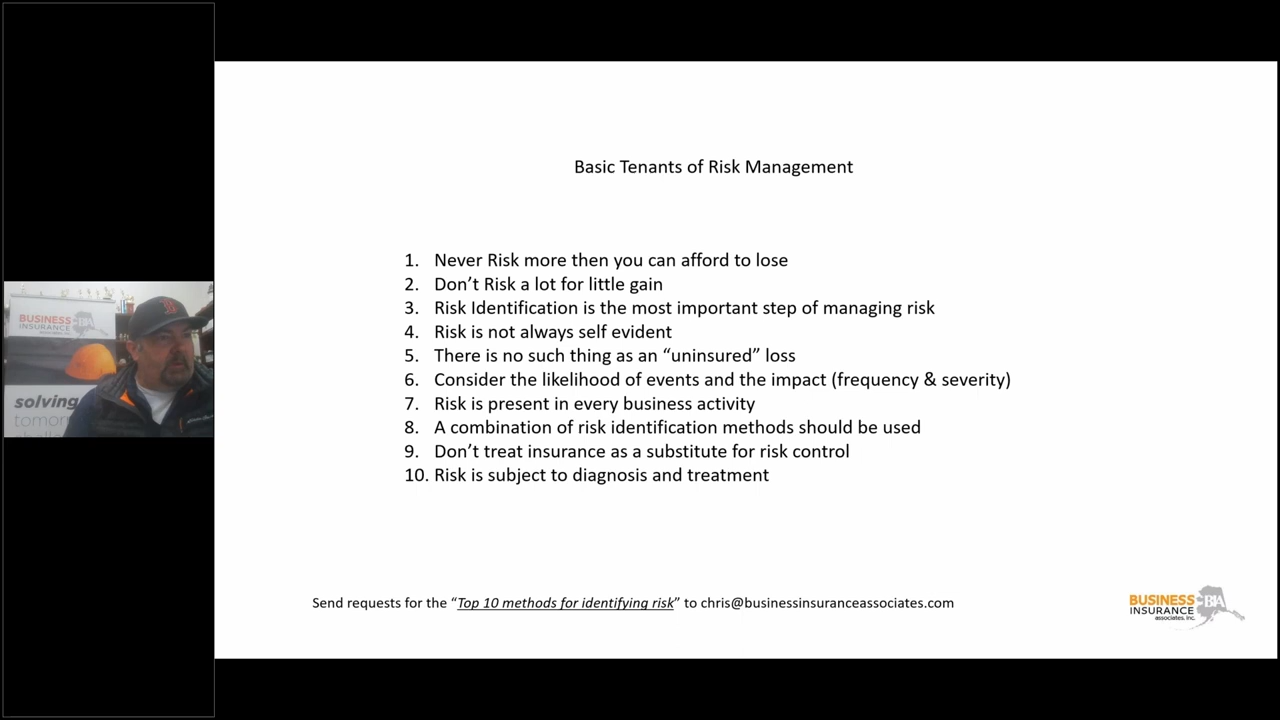 Basic Tenants of Risk Management
1. Never Risk more then you can afford to lose
2. Don’t Risk a lot for little gain
3. Risk Identification is the most important step of managing risk
4. Risk is not always self evident
5. There is no such thing as an “uninsured” loss
6. Consider the likelihood of events and the impact (frequency & severity)
7. Risk is present in every business activity
8. A combination of risk identification methods should be used
9. Don’t treat insurance as a substitute for risk control
10. Risk is subject to diagnosis and treatment
Send requests for the “Top 10 methods for identifying risk” to chris@businessinsuranceassociates.com
BUSINESS BIA
INSURANCE
associates, inc.
BUSINESS BIA
INSURANCE
solving